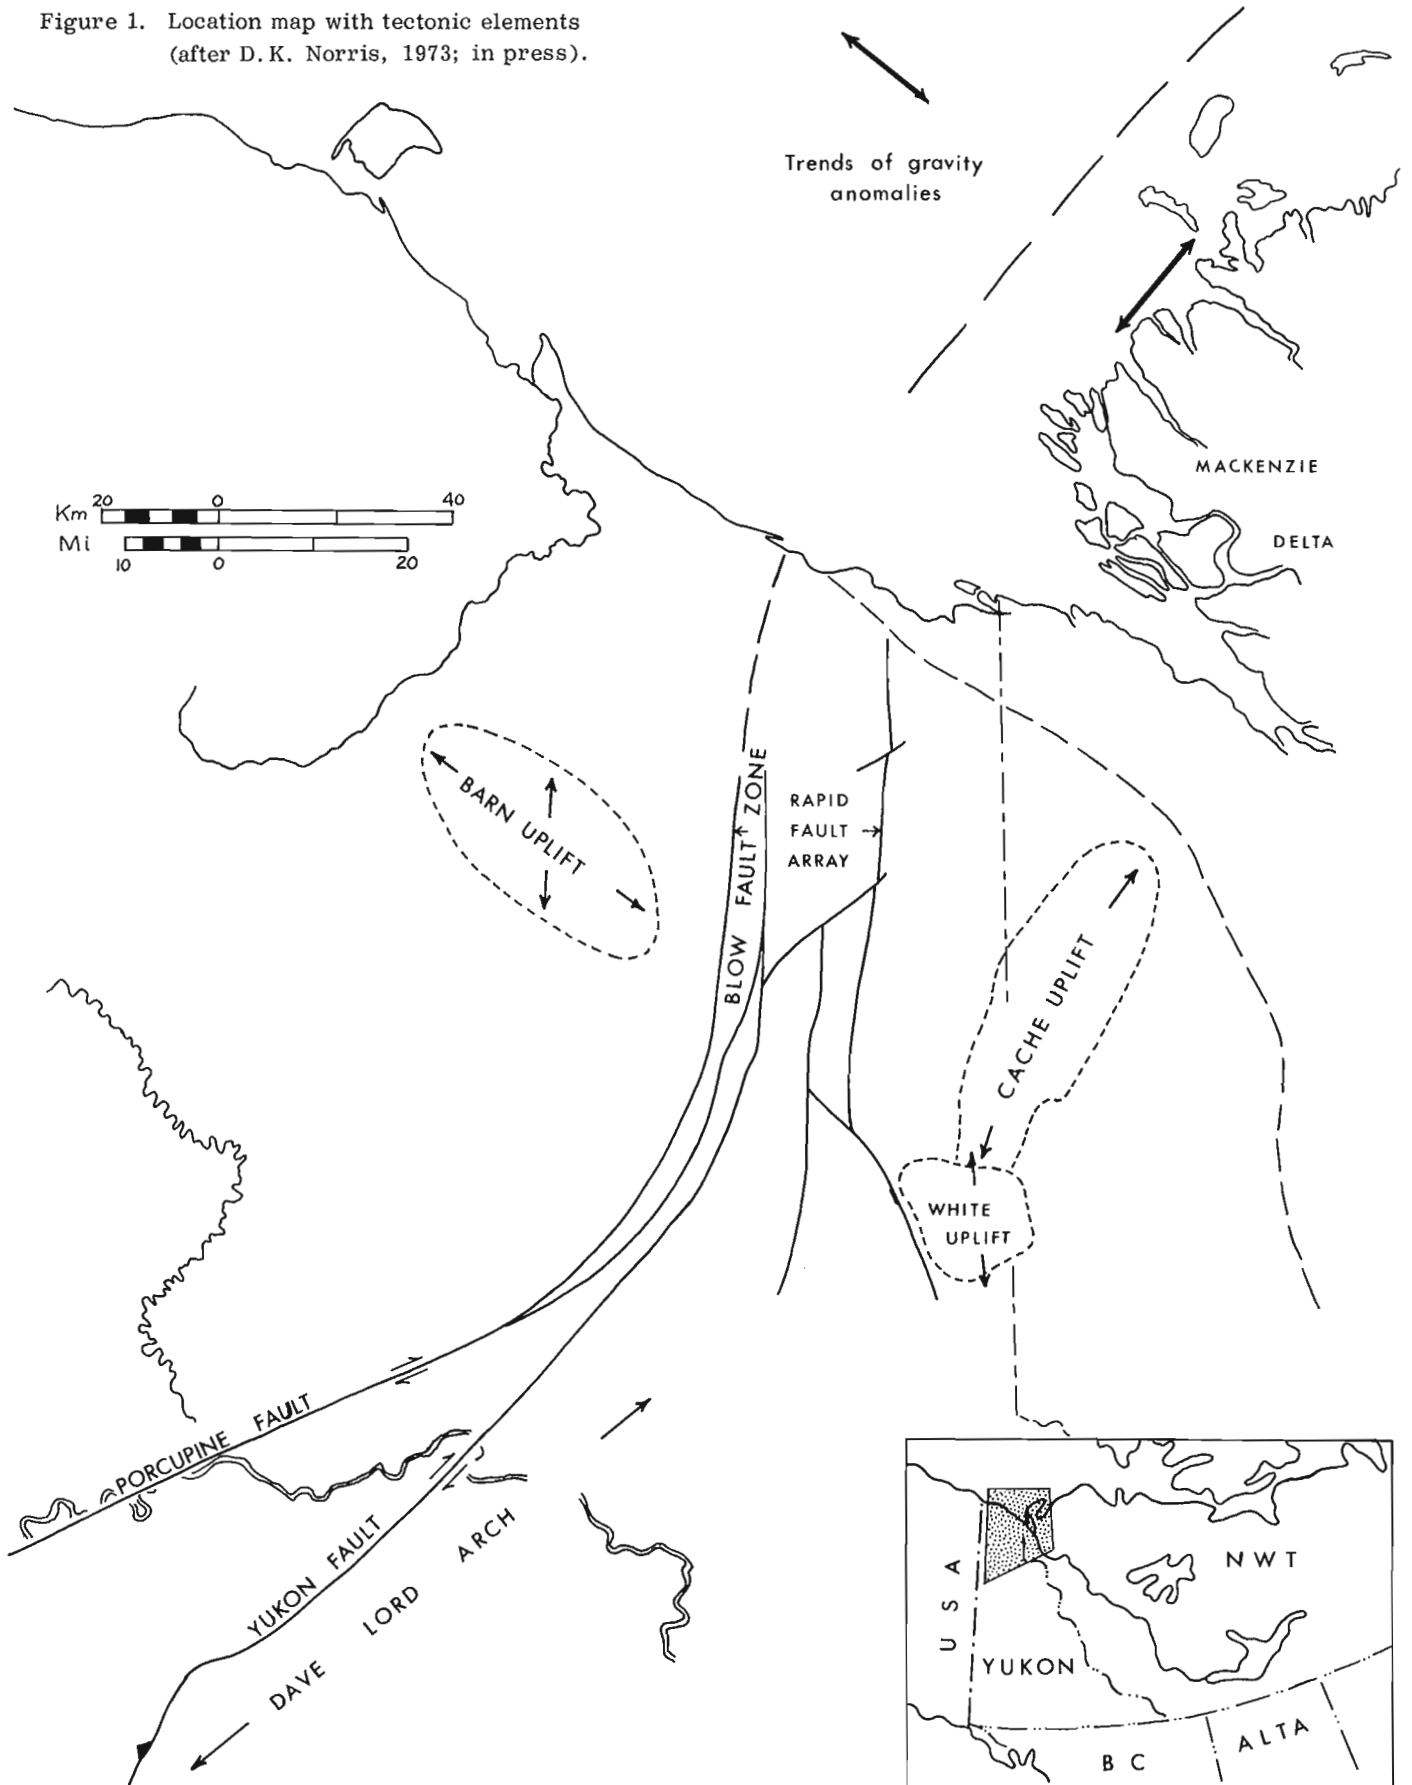 Figure 1. Location map with tectonic elements
(after D.K. Norris, 1973; in press).
Trends of gravity
anomalies
MACKENZIE
DELTA
20 0 40
Km
Mi
10 0 20
BARN UPLIFT
BLOW FAULT ZONE
RAPID
FAULT
ARRAY
CACHE UPLIFT
WHITE
UPLIFT
PORCUPINE FAULT
YUKON FAULT
DAVE LORD ARCH
USA
NWT
YUKON
BC
ALTA